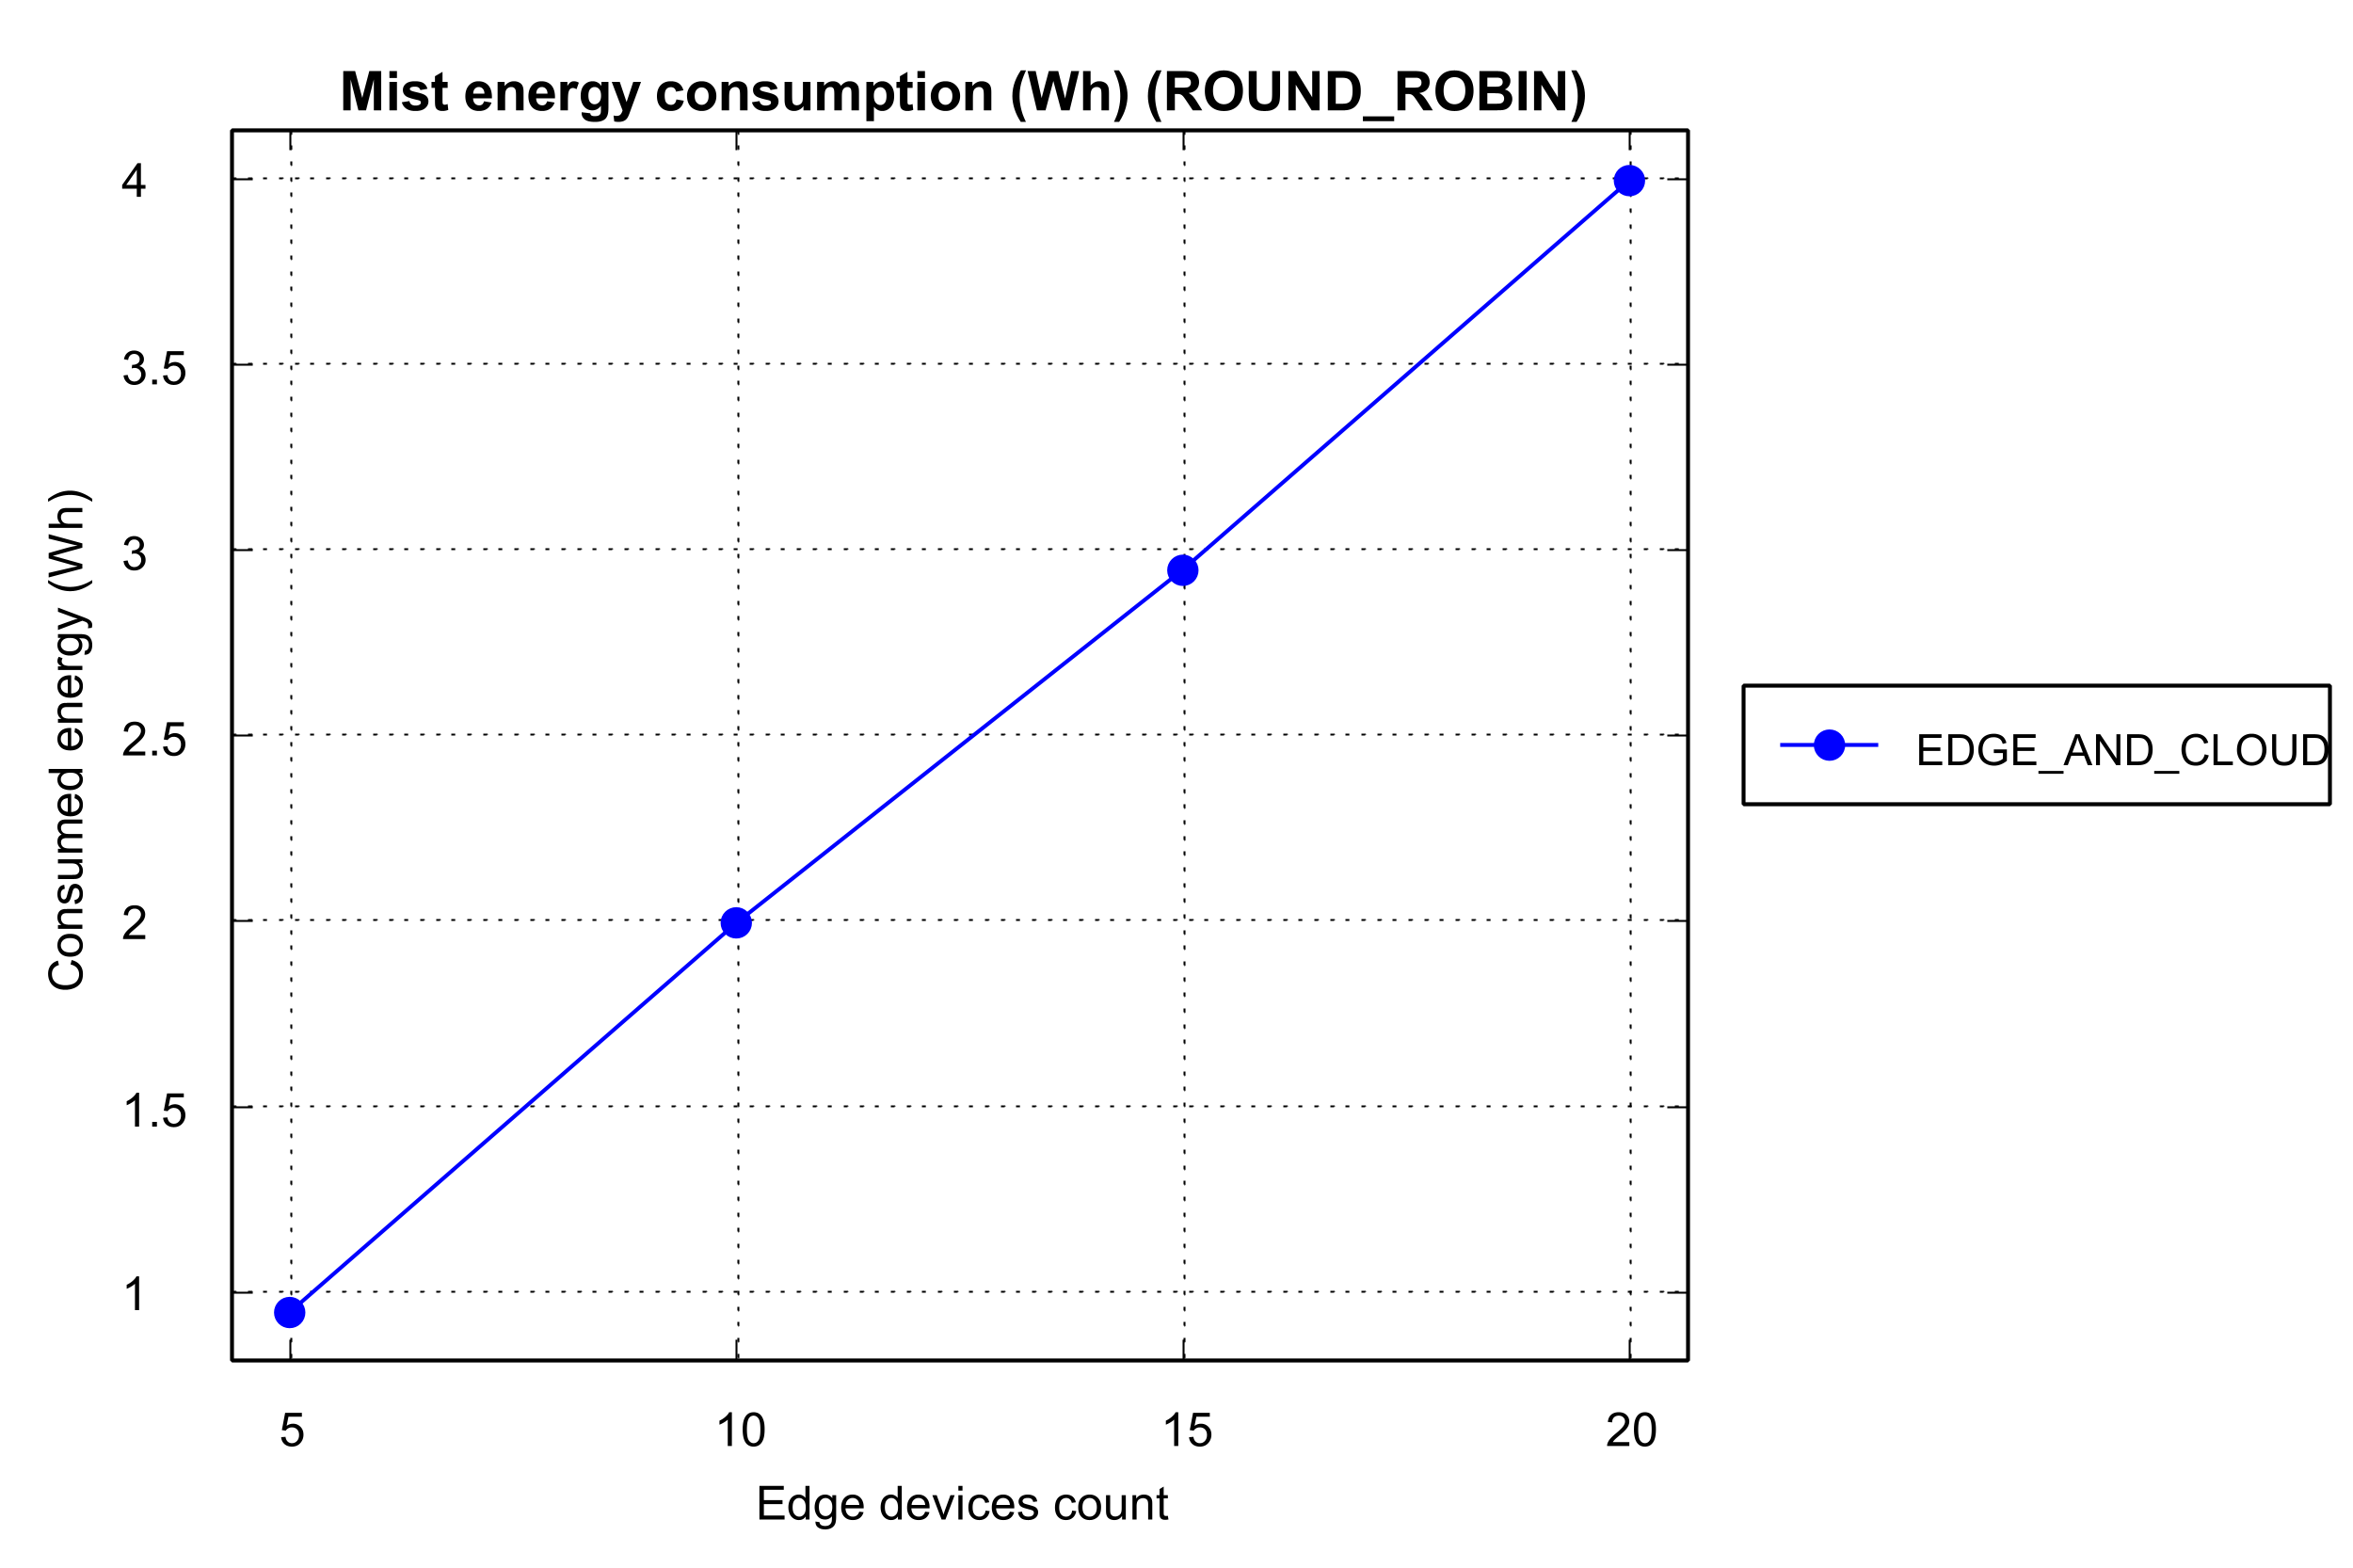 Mist energy consumption (Wh) (ROUND_ROBIN)
4
3.5
3
2.5
2
1.5
1
Consumed energy (Wh)
5 10 15 20
Edge devices count
EDGE_AND_CLOUD